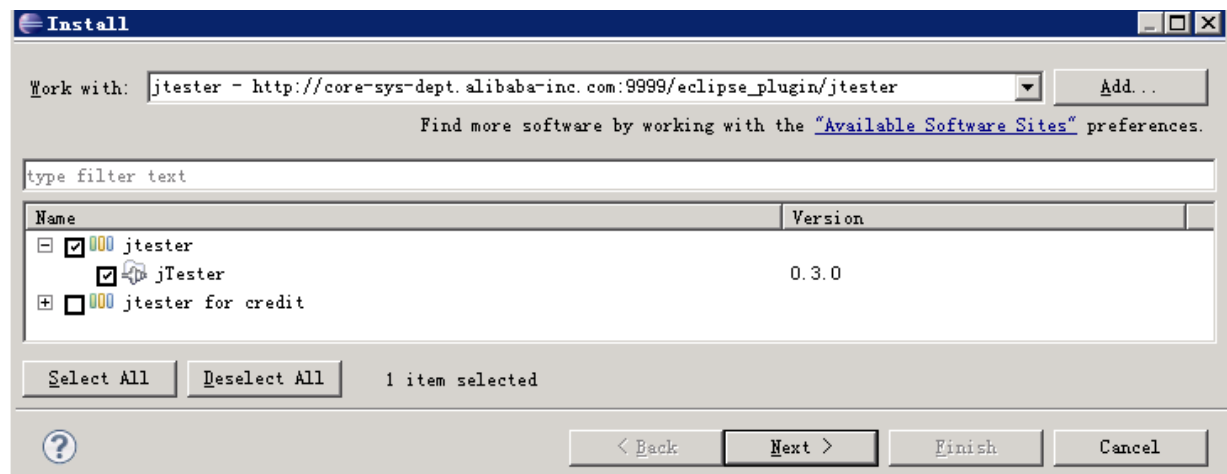 Install
Work with: jtester - http://core-sys-dept.alibaba-inc.com:9999/eclipse_plugin/jtester Add...
Find more software by working with the "Available Software Sites" preferences.
type filter text
Name Version
jtester
jTester 0.3.0
jtester for credit
Select All Deselect All 1 item selected
? < Back Next > Finish Cancel